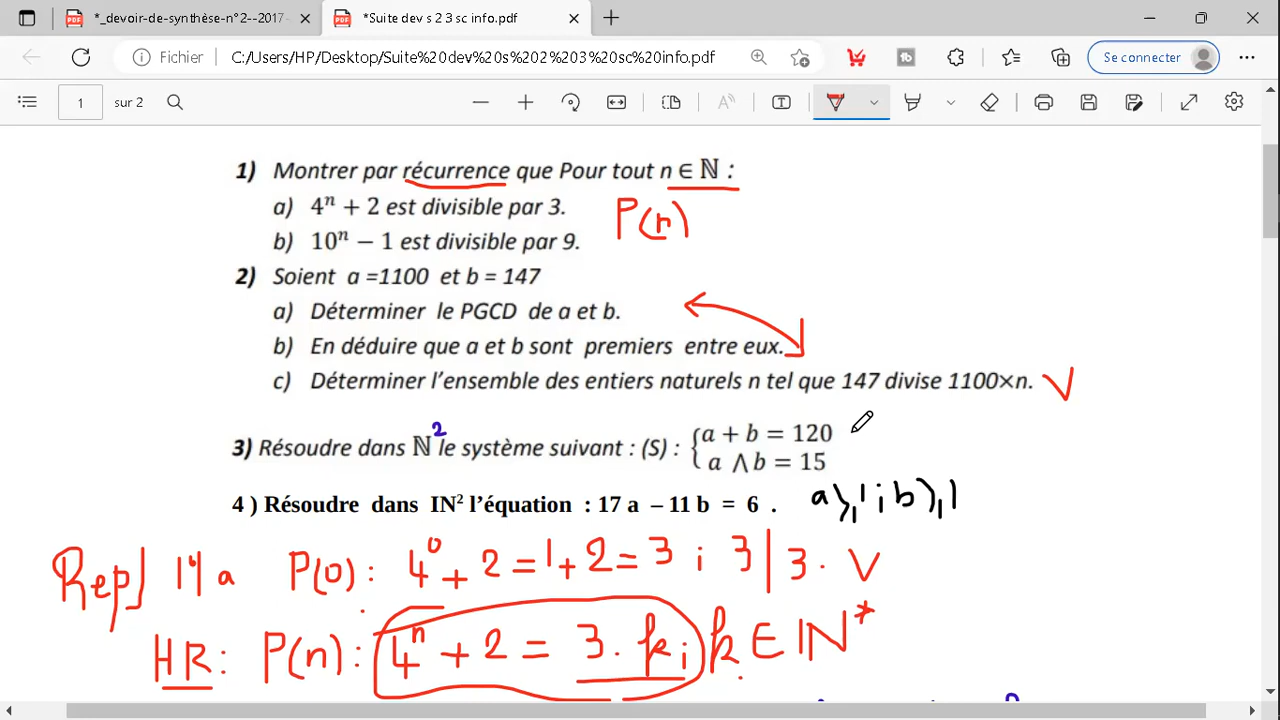 *_devoir-de-synthèse-n°2--2017-
*Suite dev s 2 3 sc info.pdf
Fichier
C:/Users/HP/Desktop/Suite%20dev%20s%202%203%20sc%20info.pdf
Se connecter
1 sur 2
1) Montrer par récurrence que Pour tout n ∈ ℕ :
a) 4ⁿ + 2 est divisible par 3.
P(n)
b) 10ⁿ − 1 est divisible par 9.
2) Soient a =1100 et b = 147
a) Déterminer le PGCD de a et b.
b) En déduire que a et b sont premiers entre eux.
c) Déterminer l'ensemble des entiers naturels n tel que 147 divise 1100×n.
3) Résoudre dans ℕ² le système suivant : (S) : { a + b = 120
a ∧ b = 15
4 ) Résoudre dans IN² l'équation : 17 a – 11 b = 6 .
a ⩾ 1 ; b ⩾ 1
Rep) 1) a P(0): 4⁰ + 2 = 1 + 2 = 3 ; 3 | 3. V
HR: P(n): 4ⁿ + 2 = 3. k ; k ∈ IN*